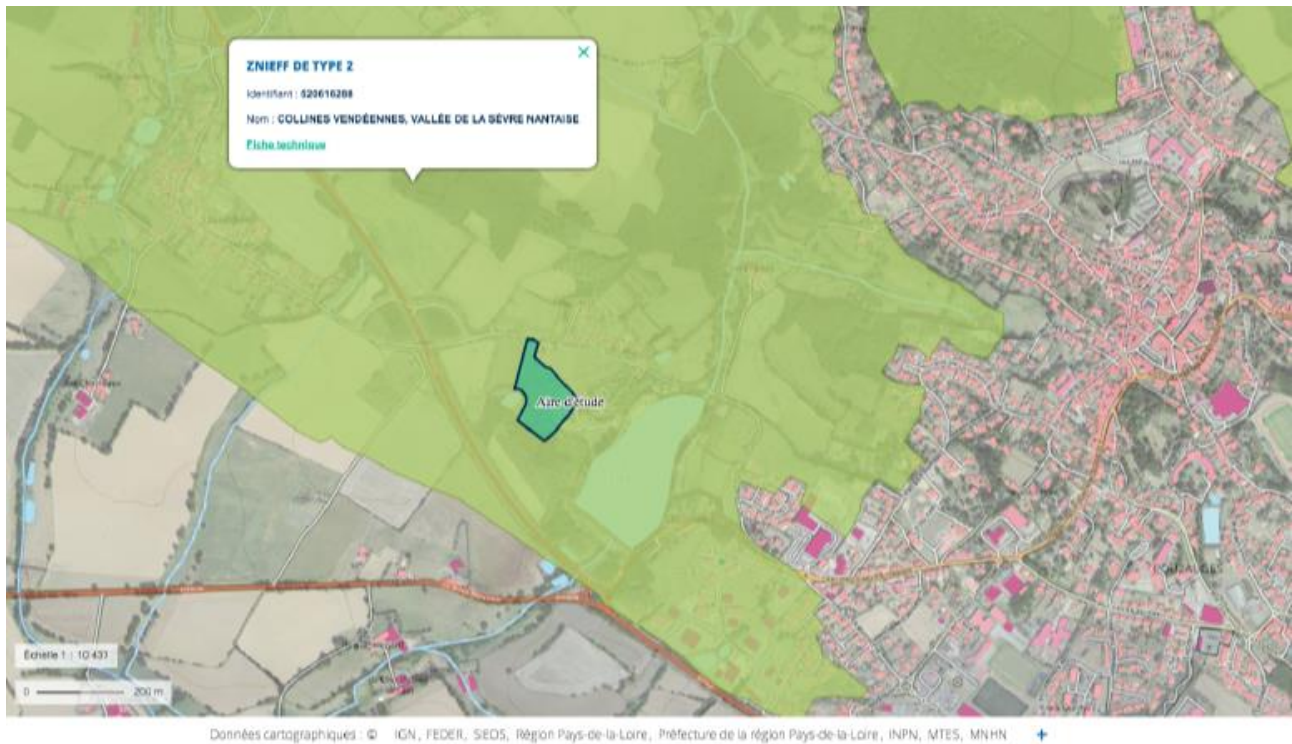 ZNIEFF DE TYPE 2
Identifiant : 520616288
Nom : COLLINES VENDÉENNES, VALLÉE DE LA SÈVRE NANTAISE
Fiche technique
Aire d'étude
POUZAUGES
Échelle 1 : 10 431
0 200 m
Données cartographiques : © IGN, FEDER, SIEDS, Région Pays-de-la-Loire, Préfecture de la région Pays-de-la-Loire, INPN, MTES, MNHN +